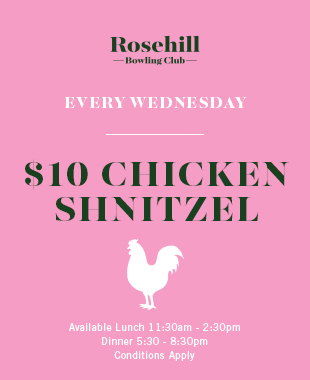 Rosehill
Bowling Club
EVERY WEDNESDAY
$10 CHICKEN
SHNITZEL
Available Lunch 11:30am - 2:30pm
Dinner 5:30 - 8:30pm
Conditions Apply